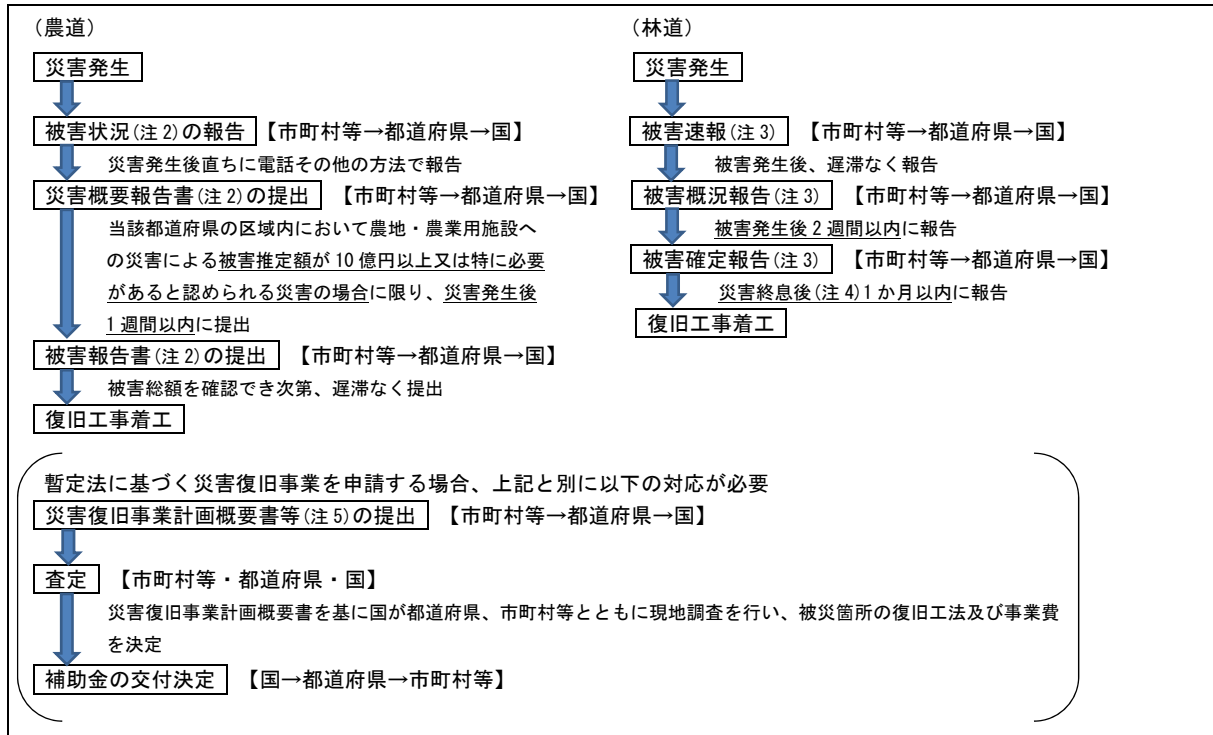 （農道）
災害発生
被害状況(注2)の報告 【市町村等→都道府県→国】
災害発生後直ちに電話その他の方法で報告
災害概要報告書(注2)の提出 【市町村等→都道府県→国】
当該都道府県の区域内において農地・農業用施設へ
の災害による被害推定額が10億円以上又は特に必要
があると認められる災害の場合に限り、災害発生後
1週間以内に提出
被害報告書(注2)の提出 【市町村等→都道府県→国】
被害総額を確認でき次第、遅滞なく提出
復旧工事着工
（林道）
災害発生
被害速報(注3) 【市町村等→都道府県→国】
被害発生後、遅滞なく報告
被害概況報告(注3) 【市町村等→都道府県→国】
被害発生後2週間以内に報告
被害確定報告(注3) 【市町村等→都道府県→国】
災害終息後(注4)1か月以内に報告
復旧工事着工
暫定法に基づく災害復旧事業を申請する場合、上記と別に以下の対応が必要
災害復旧事業計画概要書等(注5)の提出 【市町村等→都道府県→国】
査定 【市町村等・都道府県・国】
災害復旧事業計画概要書を基に国が都道府県、市町村等とともに現地調査を行い、被災箇所の復旧工法及び事業費
を決定
補助金の交付決定 【国→都道府県→市町村等】